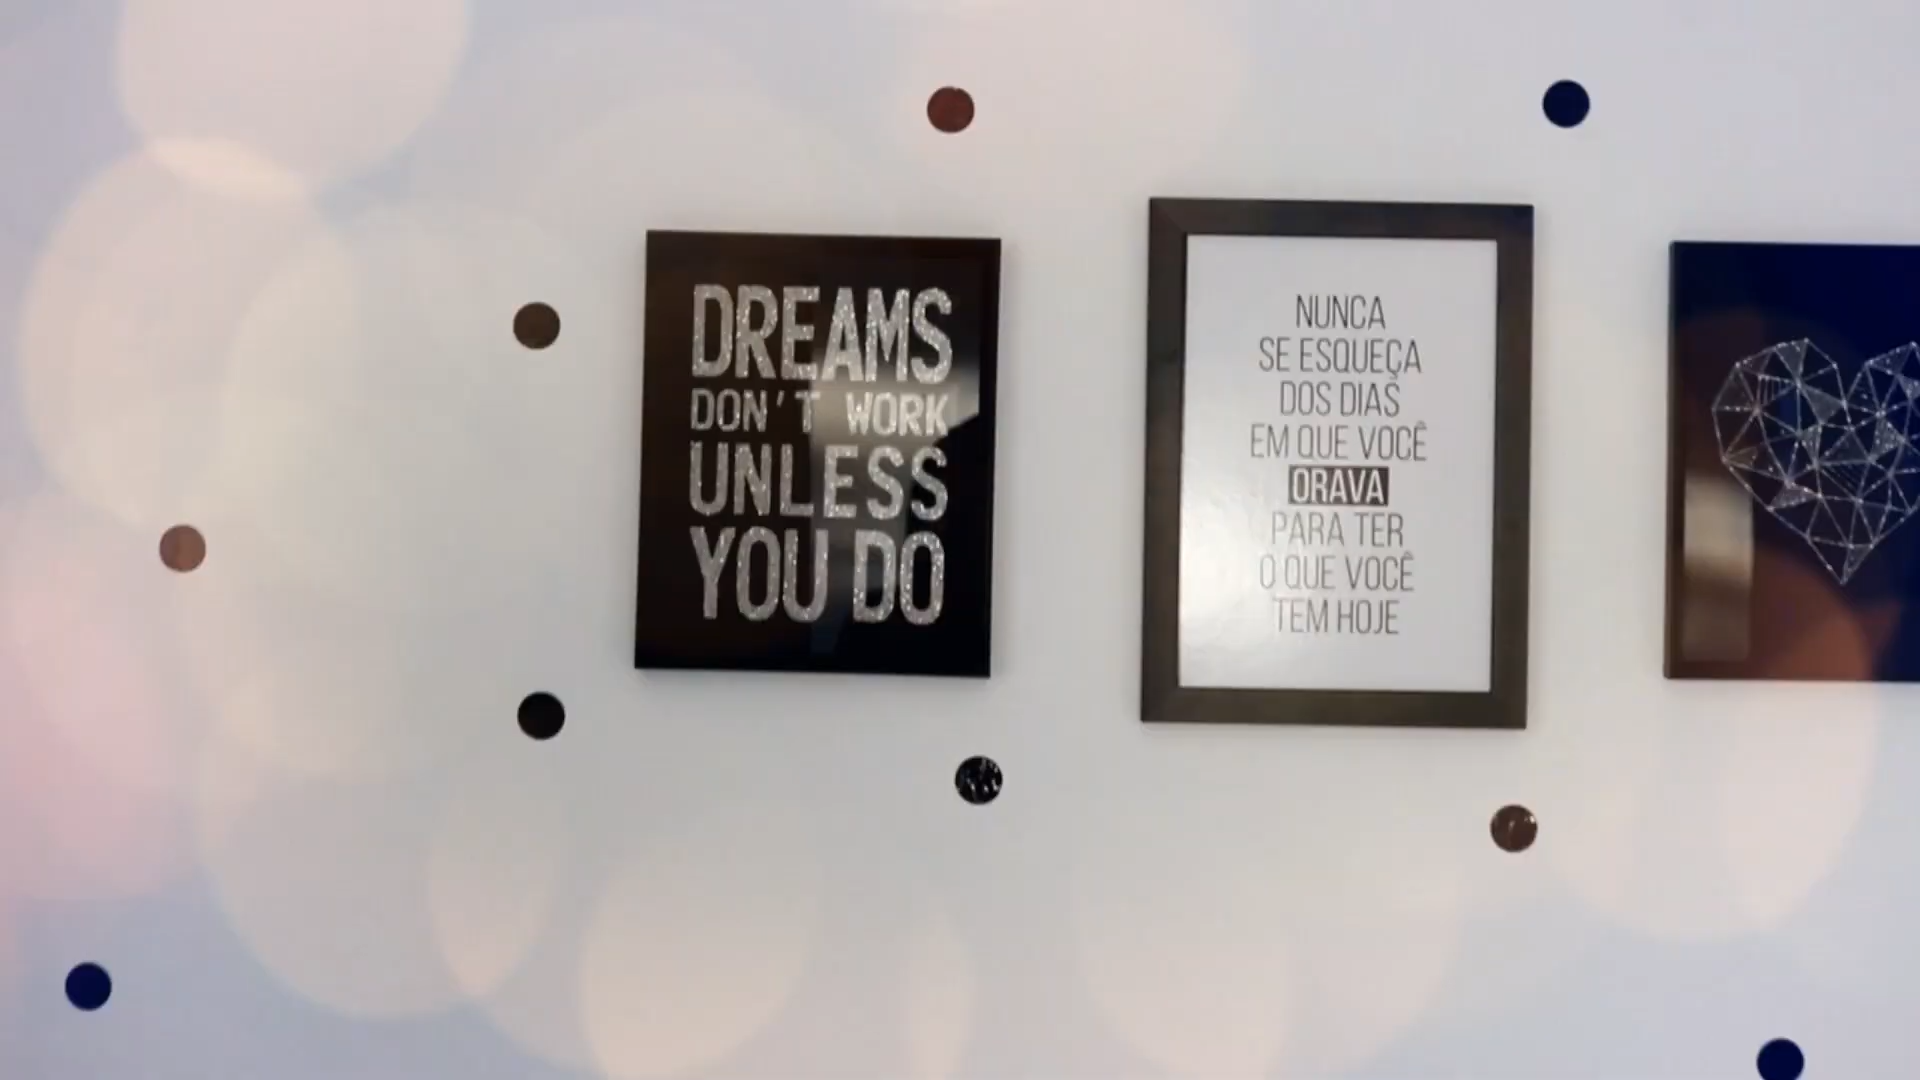 DREAMS
DON'T WORK
UNLESS
YOU DO
NUNCA
SE ESQUEÇA
DOS DIAS
EM QUE VOCÊ
ORAVA
PARA TER
O QUE VOCÊ
TEM HOJE